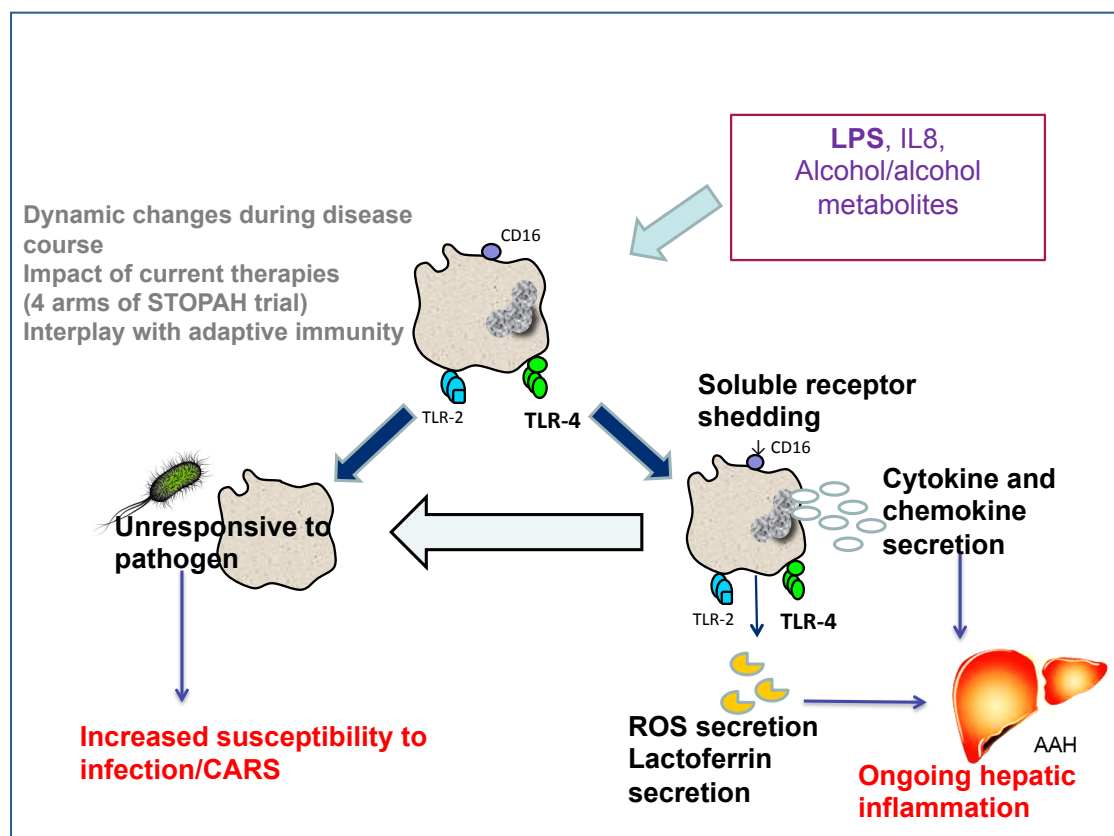 LPS, IL8,
Alcohol/alcohol
metabolites
Dynamic changes during disease
course
Impact of current therapies
(4 arms of STOPAH trial)
Interplay with adaptive immunity
CD16
TLR-2
TLR-4
Soluble receptor
shedding
CD16
Cytokine and
chemokine
secretion
Unresponsive to
pathogen
TLR-2
TLR-4
ROS secretion
Lactoferrin
secretion
Increased susceptibility to
infection/CARS
AAH
Ongoing hepatic
inflammation